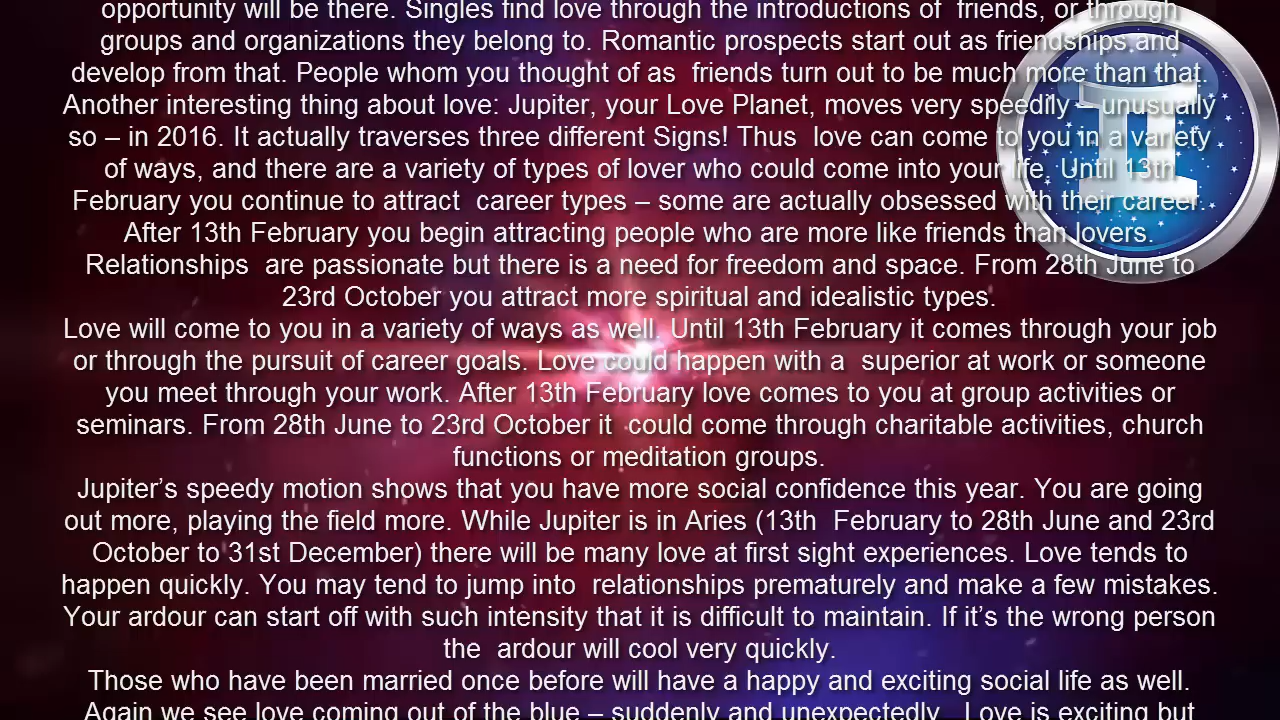 opportunity will be there. Singles find love through the introductions of friends, or through
groups and organizations they belong to. Romantic prospects start out as friendships and
develop from that. People whom you thought of as friends turn out to be much more than that.
Another interesting thing about love: Jupiter, your Love Planet, moves very speedily – unusually
so – in 2016. It actually traverses three different Signs! Thus love can come to you in a variety
of ways, and there are a variety of types of lover who could come into your life. Until 13th
February you continue to attract career types – some are actually obsessed with their career.
After 13th February you begin attracting people who are more like friends than lovers.
Relationships are passionate but there is a need for freedom and space. From 28th June to
23rd October you attract more spiritual and idealistic types.
Love will come to you in a variety of ways as well. Until 13th February it comes through your job
or through the pursuit of career goals. Love could happen with a superior at work or someone
you meet through your work. After 13th February love comes to you at group activities or
seminars. From 28th June to 23rd October it could come through charitable activities, church
functions or meditation groups.
Jupiter’s speedy motion shows that you have more social confidence this year. You are going
out more, playing the field more. While Jupiter is in Aries (13th February to 28th June and 23rd
October to 31st December) there will be many love at first sight experiences. Love tends to
happen quickly. You may tend to jump into relationships prematurely and make a few mistakes.
Your ardour can start off with such intensity that it is difficult to maintain. If it’s the wrong person
the ardour will cool very quickly.
Those who have been married once before will have a happy and exciting social life as well.
Again we see love coming out of the blue – suddenly and unexpectedly. Love is exciting but